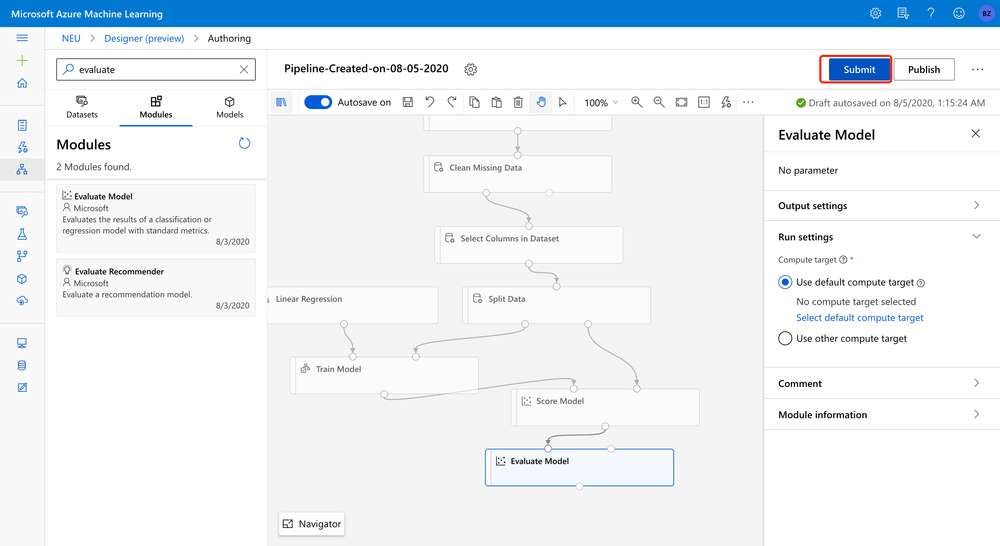 Microsoft Azure Machine Learning
BZ
NEU > Designer (preview) > Authoring
evaluate
Pipeline-Created-on-08-05-2020
Submit
Publish
Datasets
Modules
Models
Autosave on
100%
1:1
Draft autosaved on 8/5/2020, 1:15:24 AM
Modules
2 Modules found.
Evaluate Model
Microsoft
Evaluates the results of a classification or
regression model with standard metrics.
8/3/2020
Evaluate Recommender
Microsoft
Evaluate a recommendation model.
8/3/2020
Clean Missing Data
Select Columns in Dataset
Linear Regression
Split Data
Train Model
Score Model
Evaluate Model
Navigator
Evaluate Model
No parameter
Output settings
Run settings
Compute target ? *
Use default compute target ?
No compute target selected
Select default compute target
Use other compute target
Comment
Module information